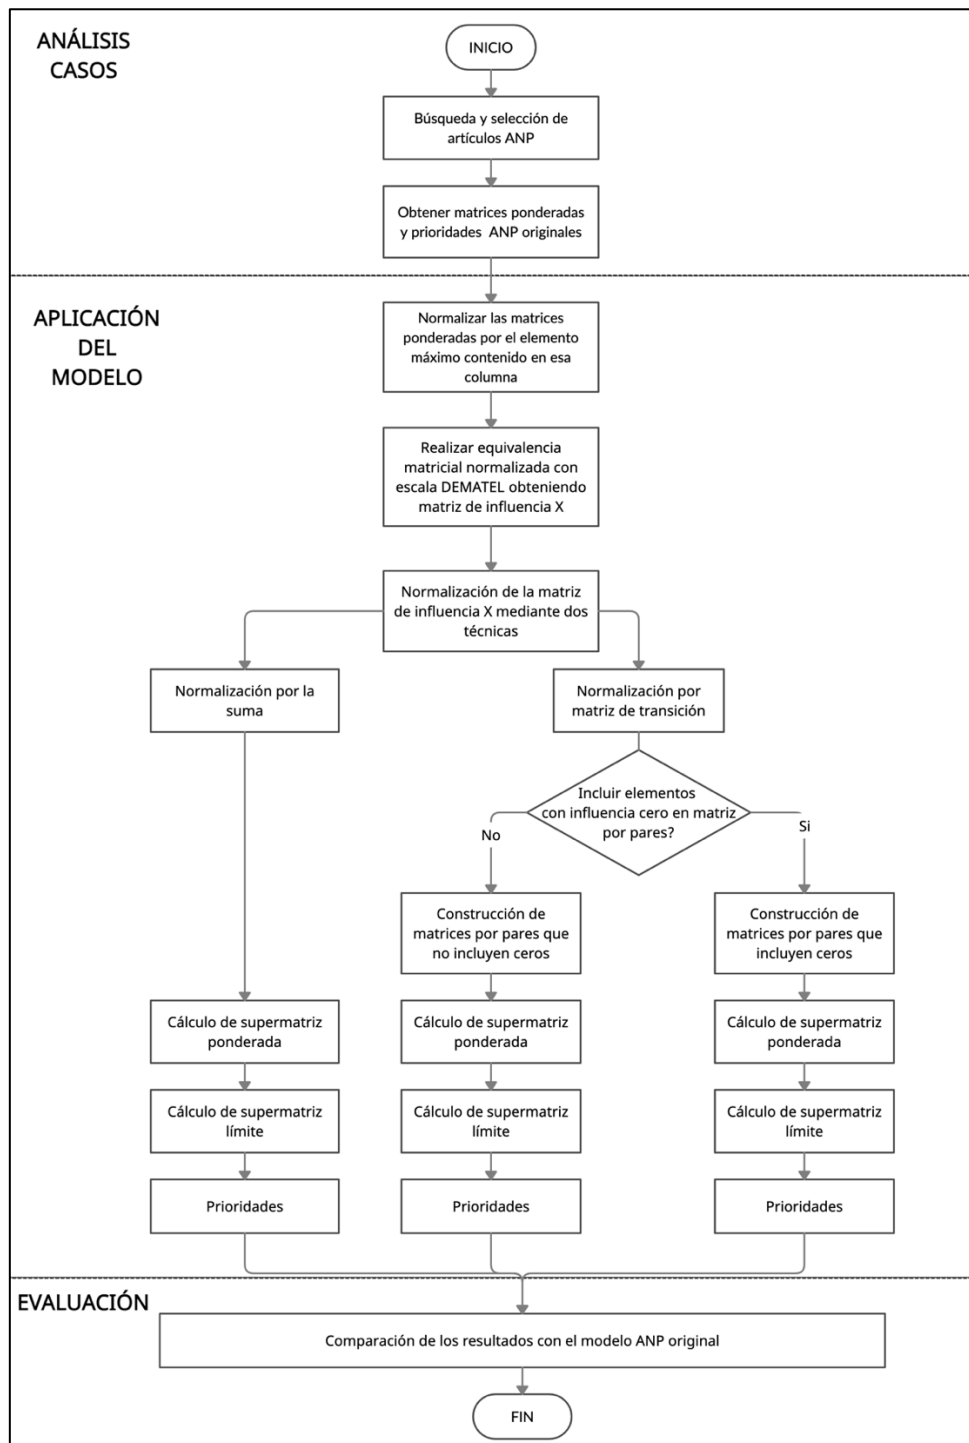 ANÁLISIS
CASOS
INICIO
Búsqueda y selección de
artículos ANP
Obtener matrices ponderadas
y prioridades ANP originales
APLICACIÓN
DEL
MODELO
Normalizar las matrices
ponderadas por el elemento
máximo contenido en esa
columna
Realizar equivalencia
matricial normalizada con
escala DEMATEL obteniendo
matriz de influencia X
Normalización de la matriz
de influencia X mediante dos
técnicas
Normalización por la
suma
Normalización por
matriz de transición
Incluir elementos
con influencia cero en matriz
por pares?
No
Si
Construcción de
matrices por pares que
no incluyen ceros
Construcción de
matrices por pares que
incluyen ceros
Cálculo de supermatriz
ponderada
Cálculo de supermatriz
ponderada
Cálculo de supermatriz
ponderada
Cálculo de supermatriz
límite
Cálculo de supermatriz
límite
Cálculo de supermatriz
límite
Prioridades
Prioridades
Prioridades
EVALUACIÓN
Comparación de los resultados con el modelo ANP original
FIN